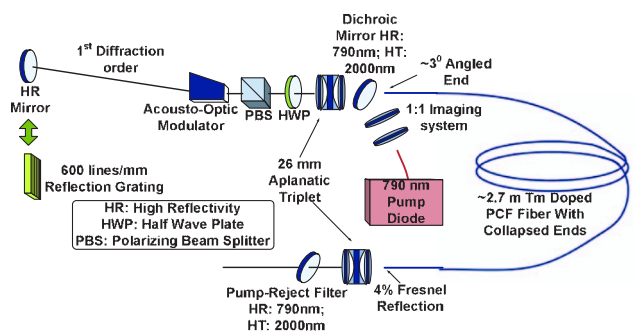 Dichroic
Mirror HR:
790nm; HT:
2000nm
1st Diffraction
order
~3⁰ Angled
End
HR
Mirror
Acousto-Optic
Modulator
PBS
HWP
1:1 Imaging
system
600 lines/mm
Reflection Grating
26 mm
Aplanatic
Triplet
790 nm
Pump
Diode
~2.7 m Tm Doped
PCF Fiber With
Collapsed Ends
HR: High Reflectivity
HWP: Half Wave Plate
PBS: Polarizing Beam Splitter
Pump-Reject Filter
HR: 790nm;
HT: 2000nm
4% Fresnel
Reflection